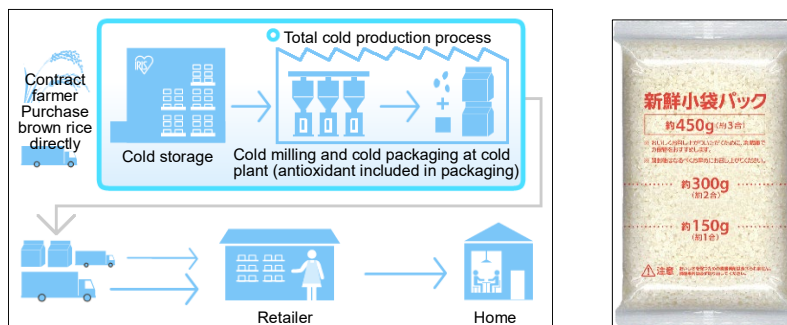 Total cold production process
Contract
farmer
Purchase
brown rice
directly
Cold storage
Cold milling and cold packaging at cold
plant (antioxidant included in packaging)
Retailer
Home
新鮮小袋パック
約450g(約3合)
約300g
(約2合)
約150g
(約1合)
注意